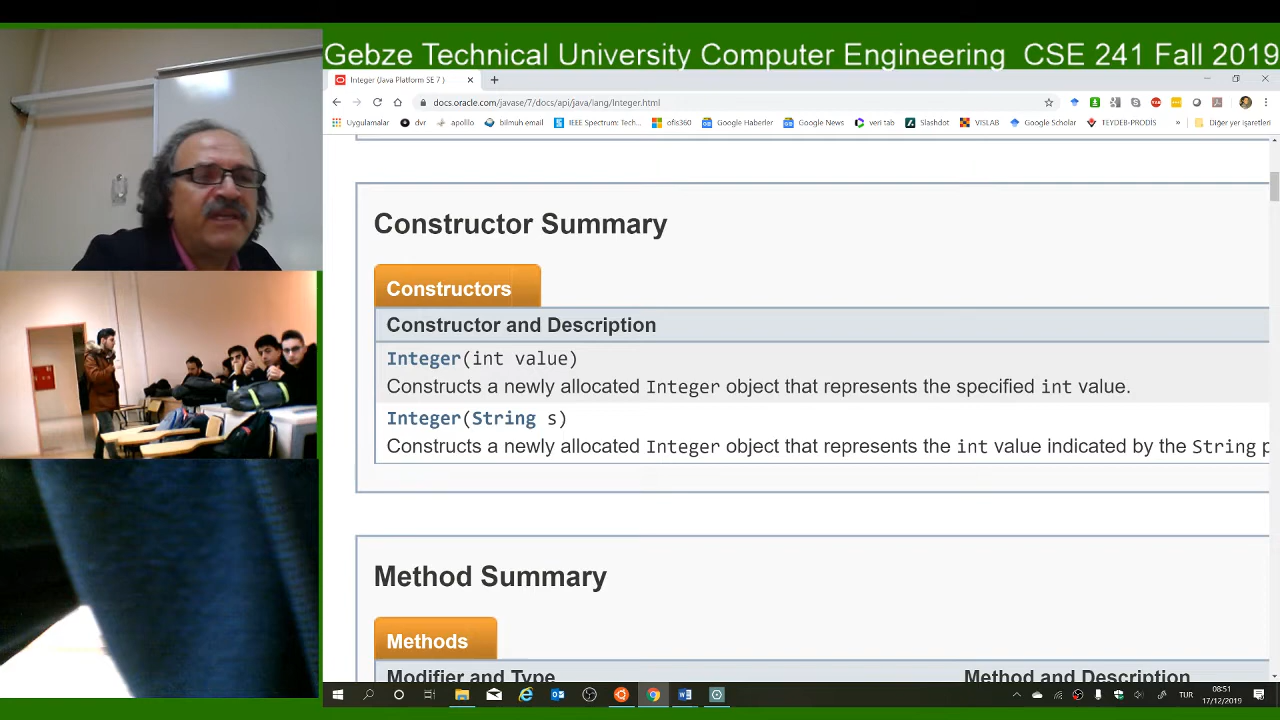 Gebze Technical University Computer Engineering CSE 241 Fall 2019
Integer (Java Platform SE 7 )
docs.oracle.com/javase/7/docs/api/java/lang/Integer.html
Uygulamalar dvr apollo bilmuh email IEEE Spectrum: Tech... ofis360 Google Haberler Google News veri tab Slashdot VISLAB Google Scholar TEYDEB-PRODİS » Diğer yer işaretleri
Constructor Summary
Constructors
Constructor and Description
Integer(int value)
Constructs a newly allocated Integer object that represents the specified int value.
Integer(String s)
Constructs a newly allocated Integer object that represents the int value indicated by the String p
Method Summary
Methods
Modifier and Type Method and Description
TUR
08:51
17/12/2019